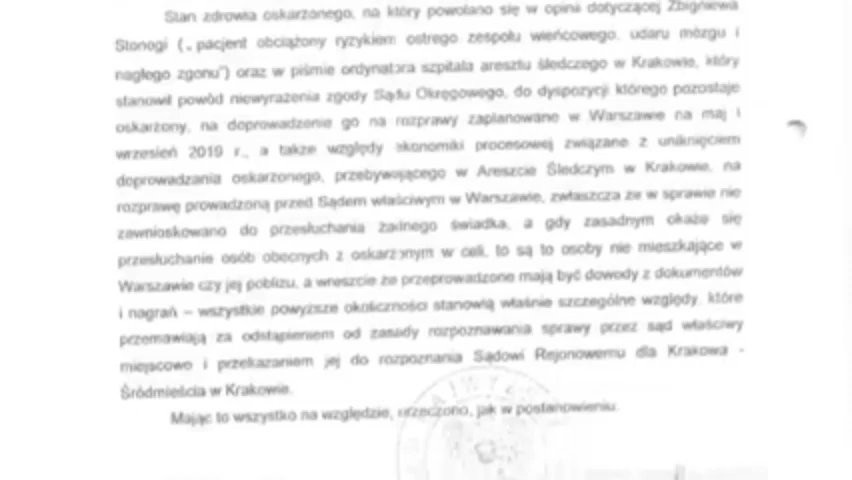 Stan zdrowia oskarżonego, na który powołano się w opinii dotyczącej Zbigniewa
Stonogi („pacjent obciążony ryzykiem ostrego zespołu wieńcowego, udaru mózgu i
nagłego zgonu") oraz w piśmie ordynatora szpitala aresztu śledczego w Krakowie, który
stanowił powód niewyrażenia zgody Sądu Okręgowego, do dyspozycji którego pozostaje
oskarżony, na doprowadzenie go na rozprawy zaplanowane w Warszawie na maj i
wrzesień 2019 r., a także względy ekonomiki procesowej związane z uniknięciem
doprowadzania oskarżonego, przebywającego w Areszcie Śledczym w Krakowie, na
rozprawę prowadzoną przed Sądem właściwym w Warszawie, zwłaszcza że w sprawie nie
zawnioskowano do przesłuchania żadnego świadka, a gdy zasadnym okaże się
przesłuchanie osób obecnych z oskarżonym w celi, to są to osoby nie mieszkające w
Warszawie czy jej pobliżu, a wreszcie że przeprowadzone mają być dowody z dokumentów
i nagrań – wszystkie powyższe okoliczności stanowią właśnie szczególne względy, które
przemawiają za odstąpieniem od zasady rozpoznawania sprawy przez sąd właściwy
miejscowo i przekazaniem jej do rozpoznania Sądowi Rejonowemu dla Krakowa -
Śródmieścia w Krakowie.
Mając to wszystko na względzie, orzeczono, jak w postanowieniu.